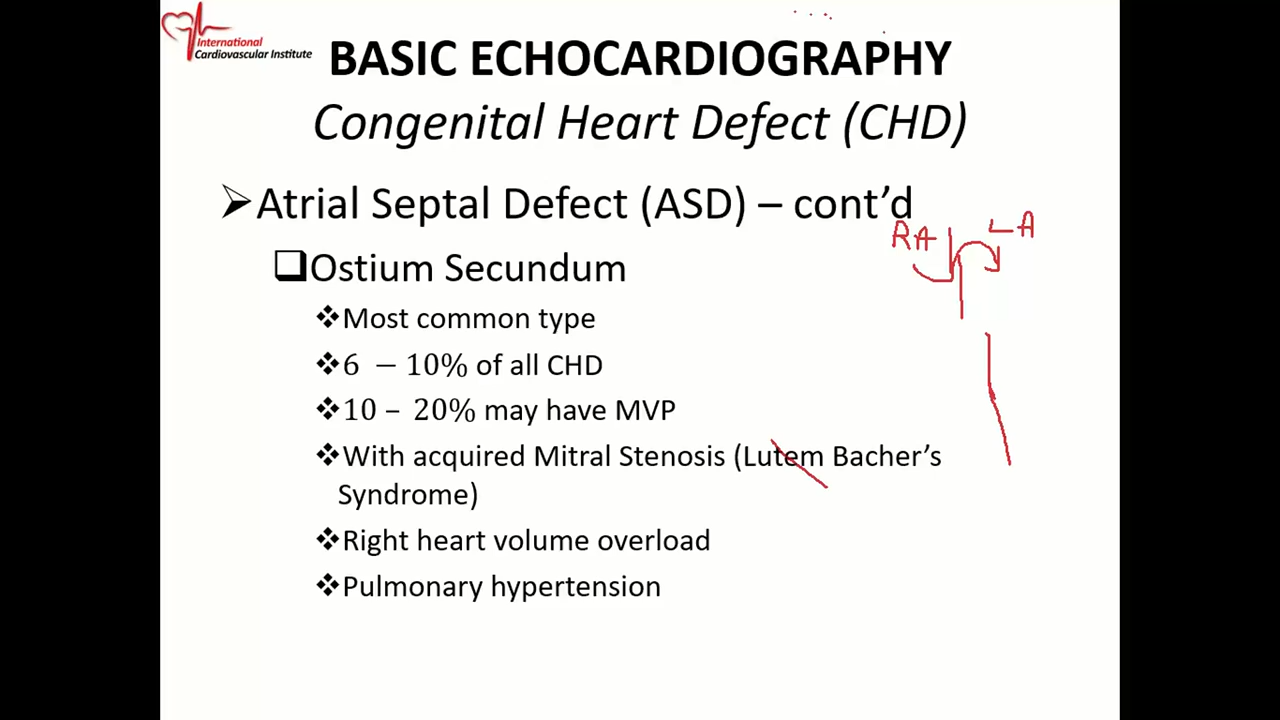 International
Cardiovascular Institute
BASIC ECHOCARDIOGRAPHY
Congenital Heart Defect (CHD)
➢Atrial Septal Defect (ASD) – cont’d
RA LA
❑Ostium Secundum
❖Most common type
❖6 – 10% of all CHD
❖10 – 20% may have MVP
❖With acquired Mitral Stenosis (Lutem Bacher’s
Syndrome)
❖Right heart volume overload
❖Pulmonary hypertension